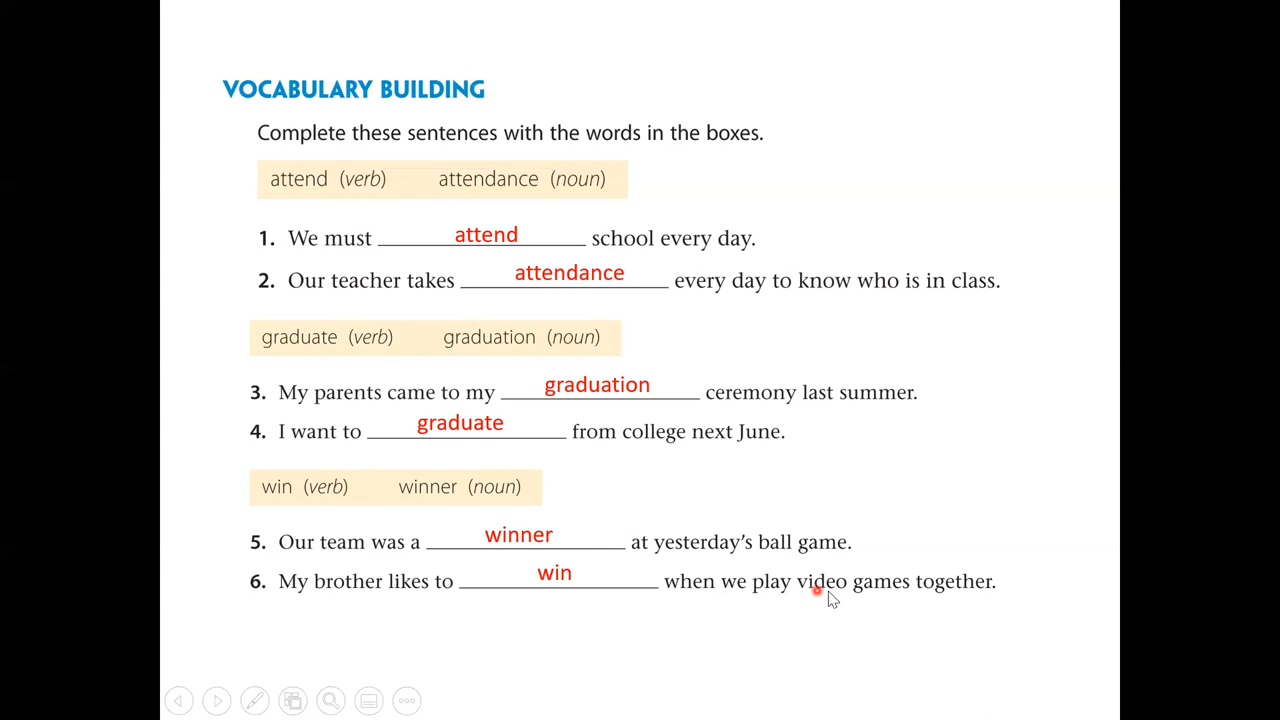 VOCABULARY BUILDING
Complete these sentences with the words in the boxes.
attend (verb) attendance (noun)
1. We must attend school every day.
2. Our teacher takes attendance every day to know who is in class.
graduate (verb) graduation (noun)
3. My parents came to my graduation ceremony last summer.
4. I want to graduate from college next June.
win (verb) winner (noun)
5. Our team was a winner at yesterday's ball game.
6. My brother likes to win when we play video games together.